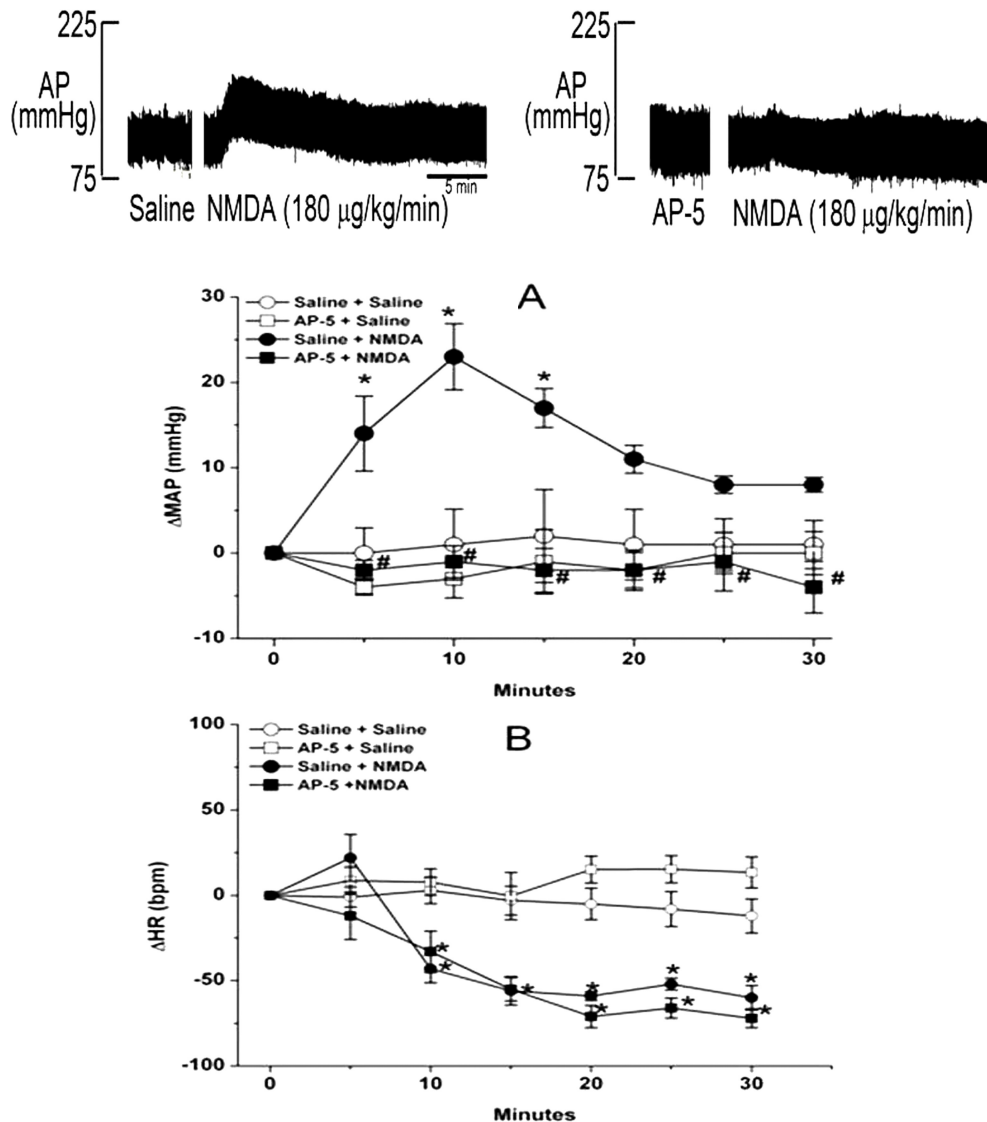 225
AP
(mmHg)
75
5 min
Saline NMDA (180 µg/kg/min)
225
AP
(mmHg)
75
AP-5 NMDA (180 µg/kg/min)
A
Saline + Saline
AP-5 + Saline
Saline + NMDA
AP-5 + NMDA
30
20
10
0
-10
ΔMAP (mmHg)
* * *
# # # # # #
0 10 20 30
Minutes
B
Saline + Saline
AP-5 + Saline
Saline + NMDA
AP-5 +NMDA
100
50
0
-50
-100
ΔHR (bpm)
* * * * * * * * *
0 10 20 30
Minutes